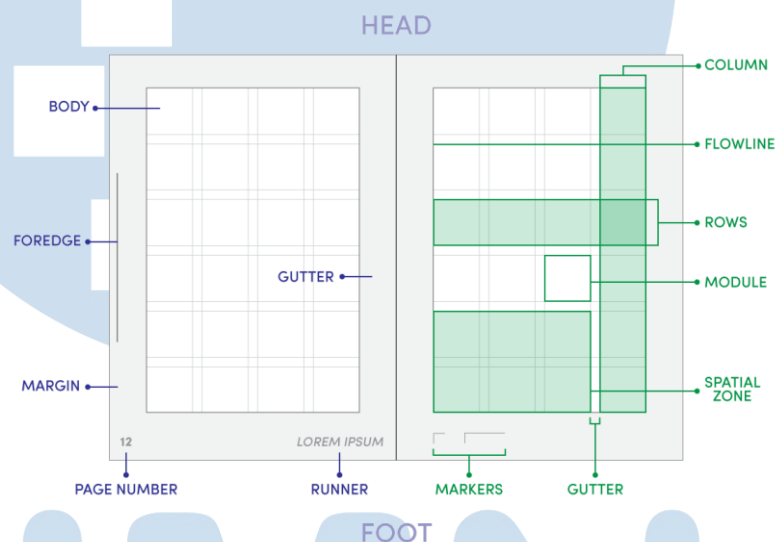 HEAD
COLUMN
BODY
FLOWLINE
ROWS
FOREDGE
GUTTER
MODULE
MARGIN
SPATIAL
ZONE
12
LOREM IPSUM
PAGE NUMBER
RUNNER
MARKERS
GUTTER
FOOT